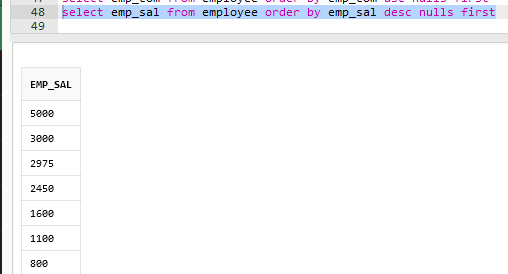 47 select emp_com from employee order by emp_com asc nulls first
48 select emp_sal from employee order by emp_sal desc nulls first
49
EMP_SAL
5000
3000
2975
2450
1600
1100
800